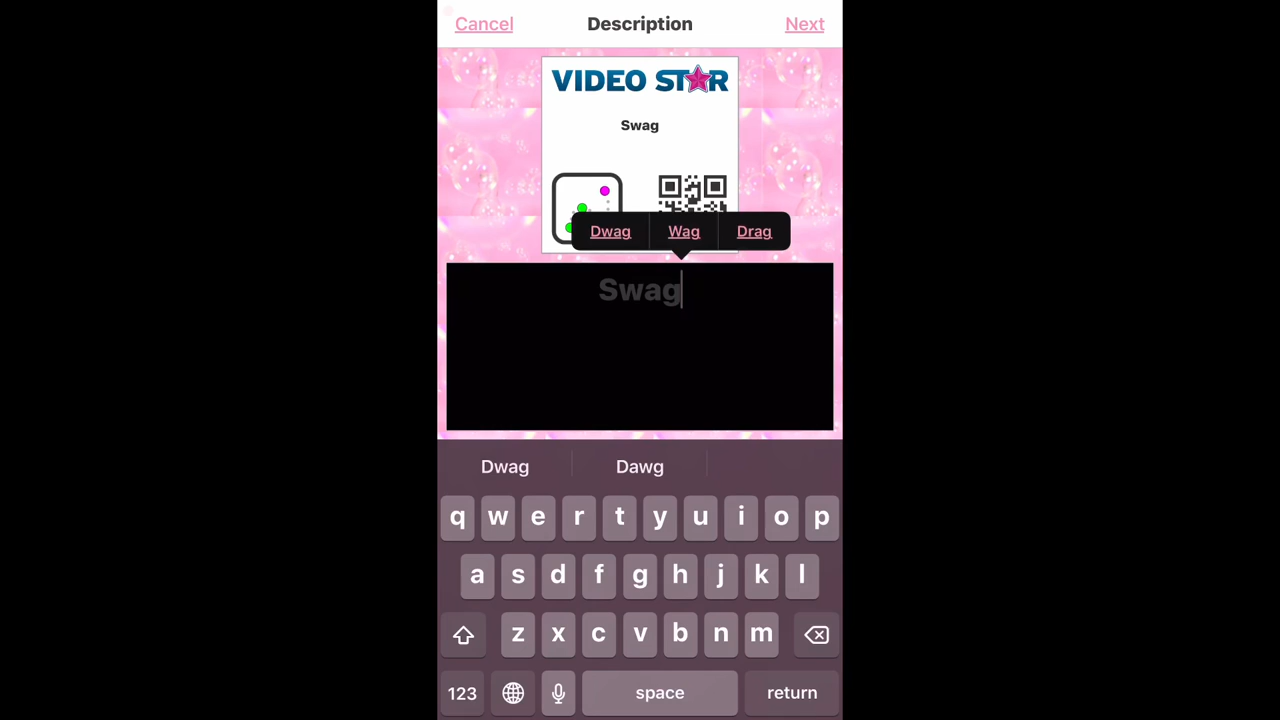 Cancel Description Next
VIDEO STAR
Swag
Dwag Wag Drag
Swag
Dwag Dawg
q w e r t y u i o p
a s d f g h j k l
z x c v b n m
123 space return